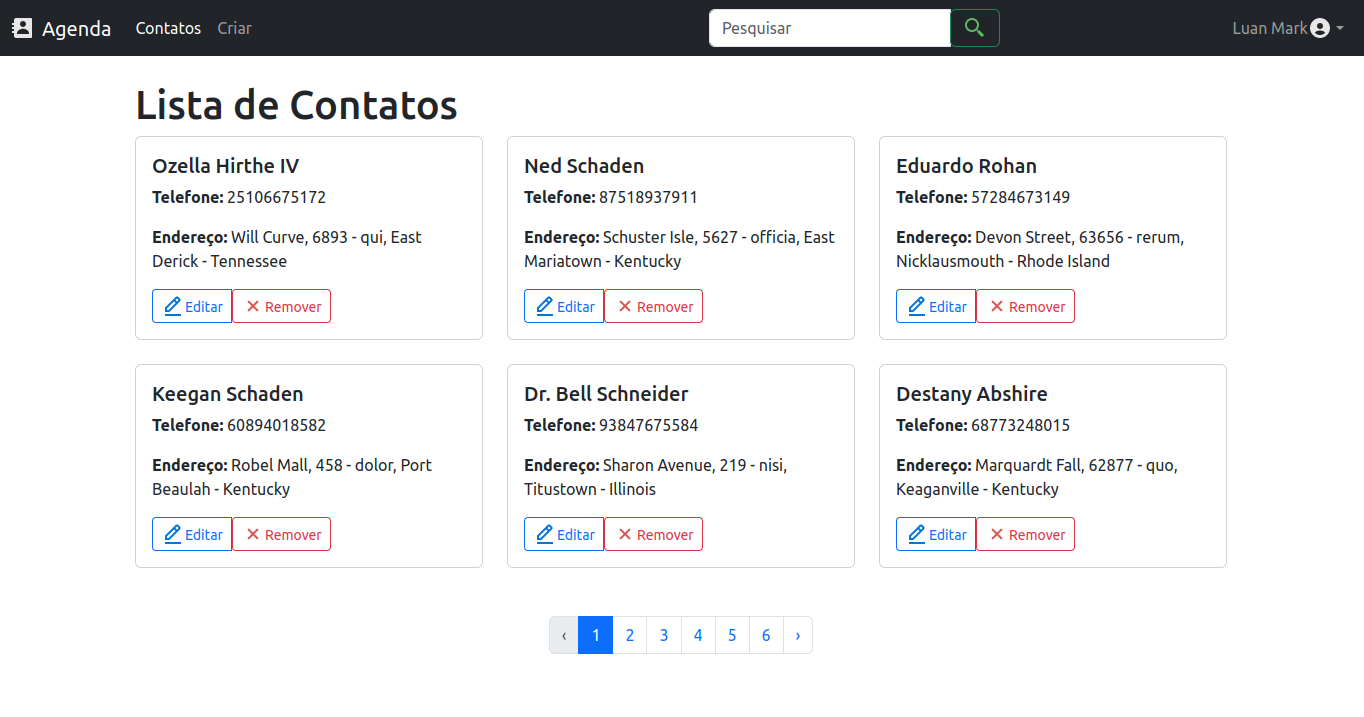 Agenda Contatos Criar Pesquisar Luan Mark
Lista de Contatos
Ozella Hirthe IV
Telefone: 25106675172
Endereço: Will Curve, 6893 - qui, East
Derick - Tennessee
Editar Remover
Ned Schaden
Telefone: 87518937911
Endereço: Schuster Isle, 5627 - officia, East
Mariatown - Kentucky
Editar Remover
Eduardo Rohan
Telefone: 57284673149
Endereço: Devon Street, 63656 - rerum,
Nicklausmouth - Rhode Island
Editar Remover
Keegan Schaden
Telefone: 60894018582
Endereço: Robel Mall, 458 - dolor, Port
Beaulah - Kentucky
Editar Remover
Dr. Bell Schneider
Telefone: 93847675584
Endereço: Sharon Avenue, 219 - nisi,
Titustown - Illinois
Editar Remover
Destany Abshire
Telefone: 68773248015
Endereço: Marquardt Fall, 62877 - quo,
Keaganville - Kentucky
Editar Remover
‹ 1 2 3 4 5 6 ›